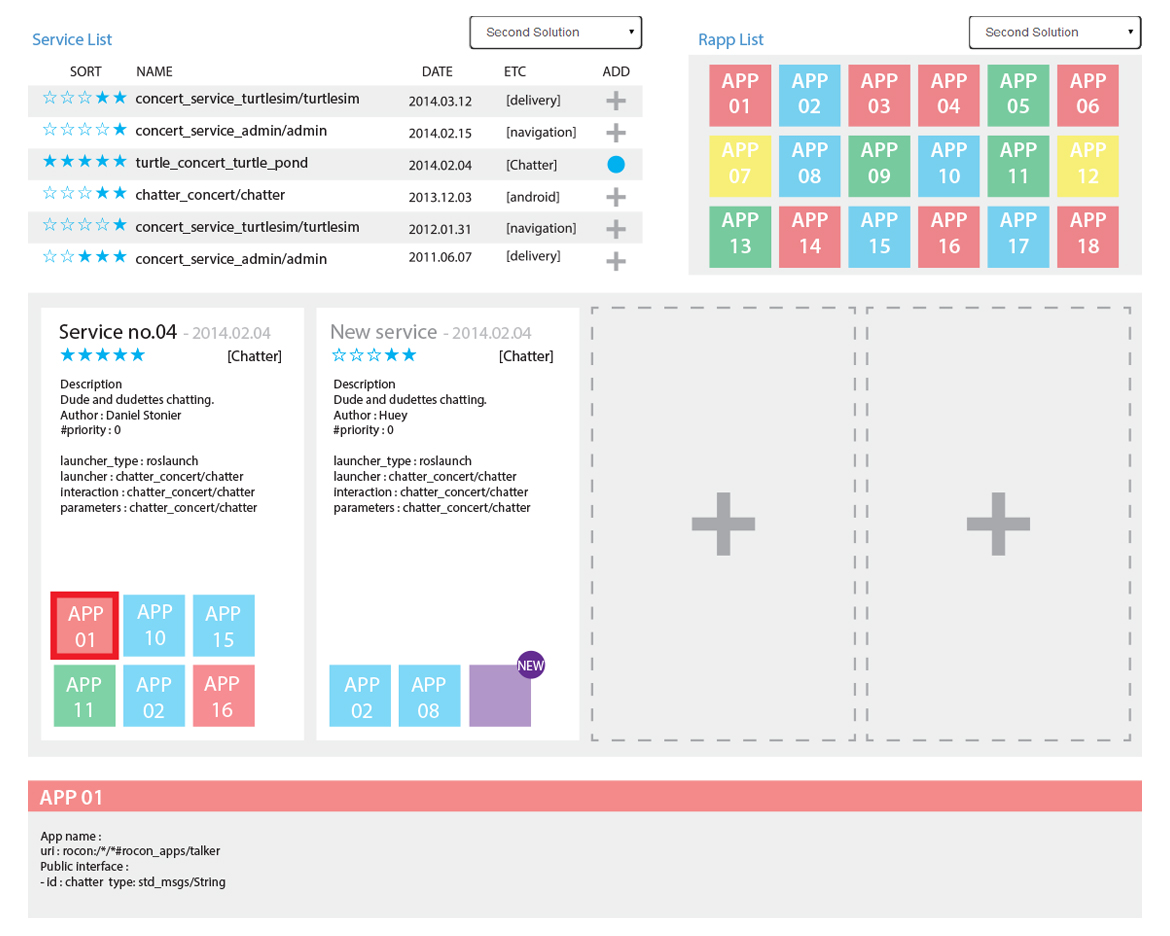 Service List
Second Solution
SORT NAME DATE ETC ADD
☆☆☆★★ concert_service_turtlesim/turtlesim 2014.03.12 [delivery]
☆☆☆☆★ concert_service_admin/admin 2014.02.15 [navigation]
★★★★★ turtle_concert_turtle_pond 2014.02.04 [Chatter]
☆☆☆★★ chatter_concert/chatter 2013.12.03 [android]
☆☆☆☆★ concert_service_turtlesim/turtlesim 2012.01.31 [navigation]
☆☆★★★ concert_service_admin/admin 2011.06.07 [delivery]
Rapp List
Second Solution
APP 01
APP 02
APP 03
APP 04
APP 05
APP 06
APP 07
APP 08
APP 09
APP 10
APP 11
APP 12
APP 13
APP 14
APP 15
APP 16
APP 17
APP 18
Service no.04 - 2014.02.04
★★★★★ [Chatter]
Description
Dude and dudettes chatting.
Author : Daniel Stonier
#priority : 0
launcher_type : roslaunch
launcher : chatter_concert/chatter
interaction : chatter_concert/chatter
parameters : chatter_concert/chatter
APP 01
APP 10
APP 15
APP 11
APP 02
APP 16
New service - 2014.02.04
☆☆☆★★ [Chatter]
Description
Dude and dudettes chatting.
Author : Huey
#priority : 0
launcher_type : roslaunch
launcher : chatter_concert/chatter
interaction : chatter_concert/chatter
parameters : chatter_concert/chatter
APP 02
APP 08
NEW
APP 01
App name :
uri : rocon:/*/*#rocon_apps/talker
Public interface :
- id : chatter type: std_msgs/String